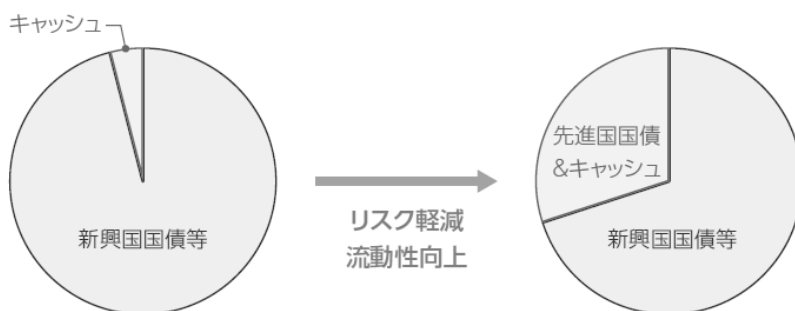 キャッシュ
新興国国債等
リスク軽減
流動性向上
先進国国債
&キャッシュ
新興国国債等